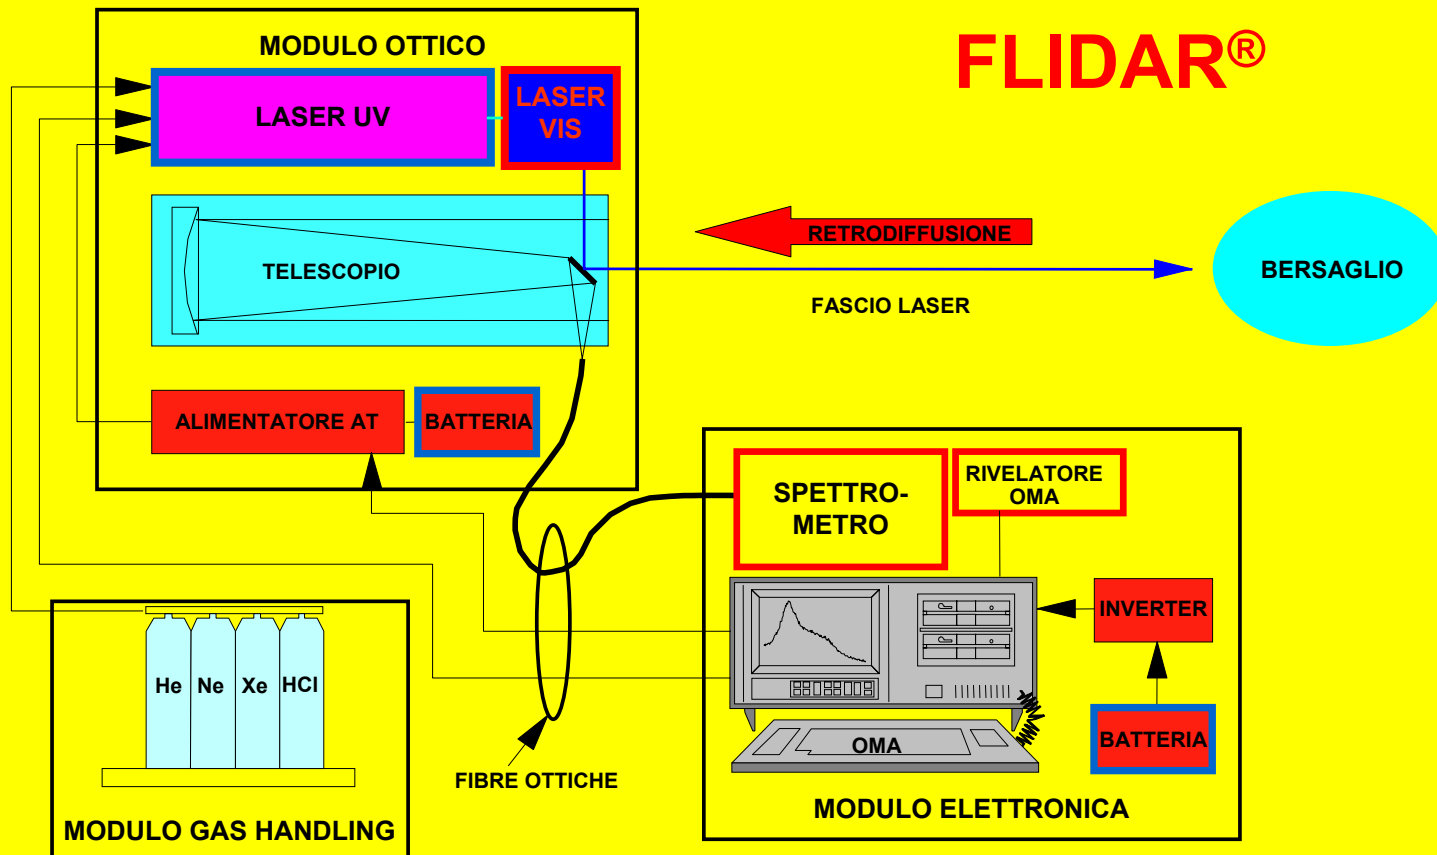 FLIDAR®
MODULO OTTICO
LASER UV
LASER
VIS
TELESCOPIO
RETRODIFFUSIONE
BERSAGLIO
FASCIO LASER
ALIMENTATORE AT
BATTERIA
SPETTRO-
METRO
RIVELATORE
OMA
INVERTER
BATTERIA
OMA
MODULO ELETTRONICA
FIBRE OTTICHE
He Ne Xe HCl
MODULO GAS HANDLING